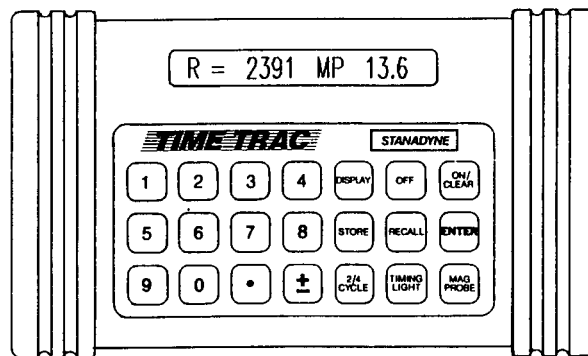 R = 2391 MP 13.6
TIME TRAC STANADYNE
1 2 3 4 DISPLAY OFF ON/CLEAR
5 6 7 8 STORE RECALL ENTER
9 0 • ± 2/4 CYCLE TIMING LIGHT MAG PROBE